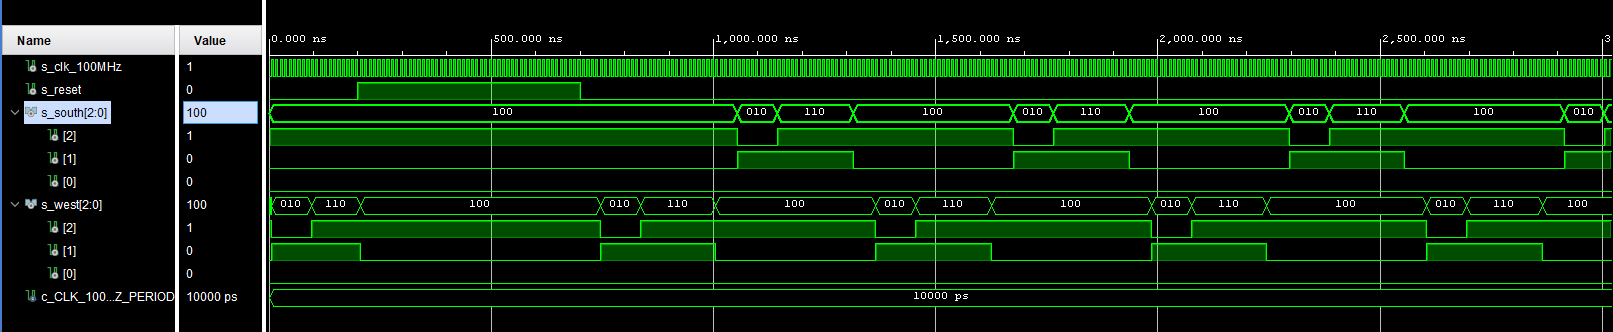 Name Value
0.000 ns 500.000 ns 1,000.000 ns 1,500.000 ns 2,000.000 ns 2,500.000 ns 3
s_clk_100MHz 1
s_reset 0
s_south[2:0] 100 100 010 110 100 010 110 100 010 110 100 010
[2] 1
[1] 0
[0] 0
s_west[2:0] 100 010 110 100 010 110 100 010 110 100 010 110 100 010 110 100
[2] 1
[1] 0
[0] 0
c_CLK_100...Z_PERIOD 10000 ps 10000 ps